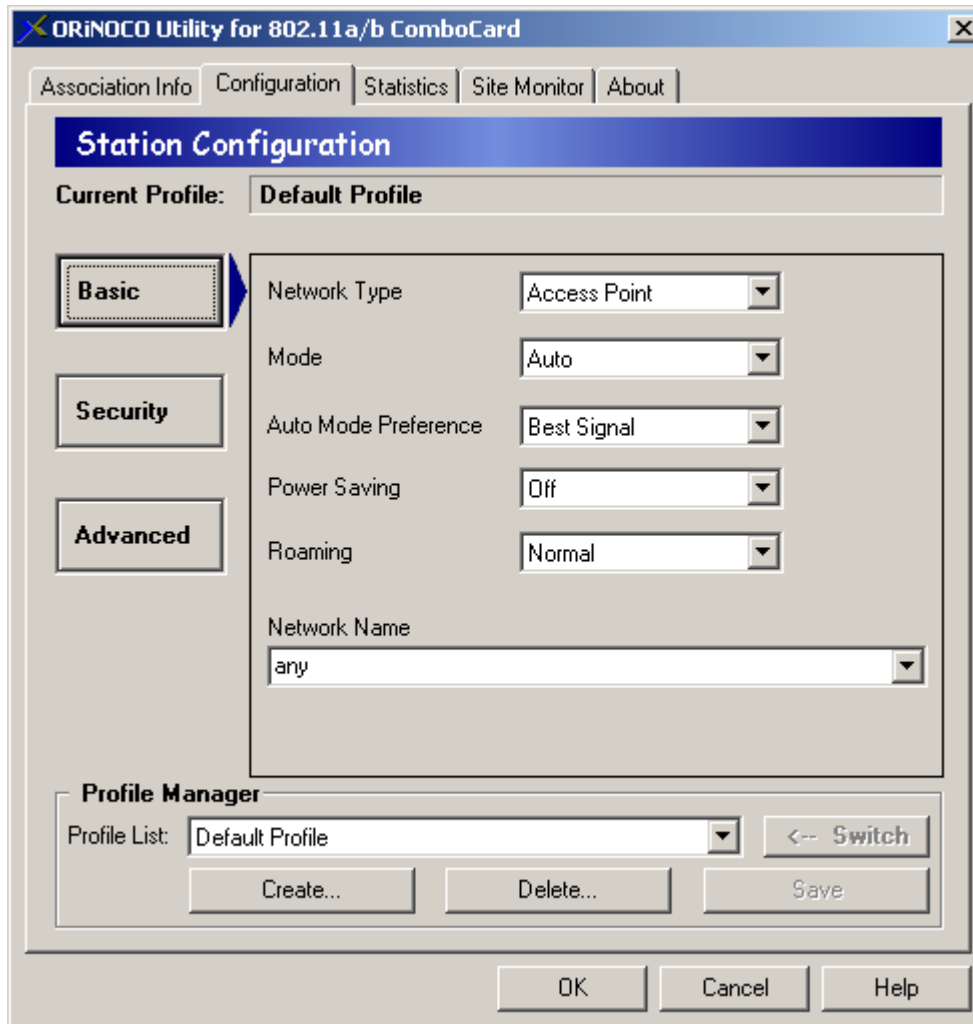 ORiNOCO Utility for 802.11a/b ComboCard
Association Info Configuration Statistics Site Monitor About
Station Configuration
Current Profile: Default Profile
Basic
Network Type Access Point
Mode Auto
Security
Auto Mode Preference Best Signal
Power Saving Off
Advanced
Roaming Normal
Network Name
any
Profile Manager
Profile List: Default Profile <-- Switch
Create... Delete... Save
OK Cancel Help